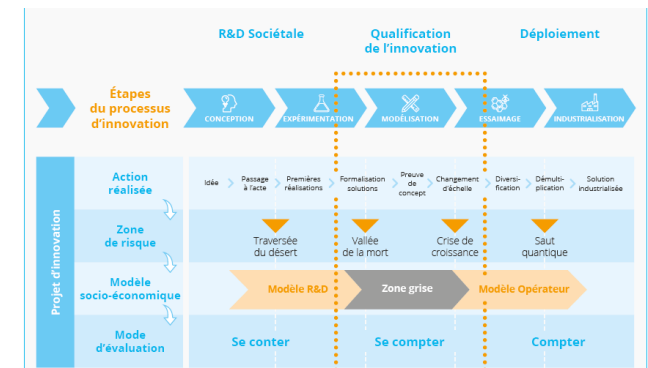 R&D Sociétale
Qualification
de l'innovation
Déploiement
Étapes
du processus
d'innovation
CONCEPTION
EXPÉRIMENTATION
MODÉLISATION
ESSAIMAGE
INDUSTRIALISATION
Projet d'innovation
Action
réalisée
Idée
Passage
à l'acte
Premières
réalisations
Formalisation
solutions
Preuve
de
concept
Changement
d'échelle
Diversi-
fication
Démulti-
plication
Solution
industrialisée
Zone
de risque
Traversée
du désert
Vallée
de la mort
Crise de
croissance
Saut
quantique
Modèle
socio-économique
Modèle R&D
Zone grise
Modèle Opérateur
Mode
d'évaluation
Se conter
Se compter
Compter